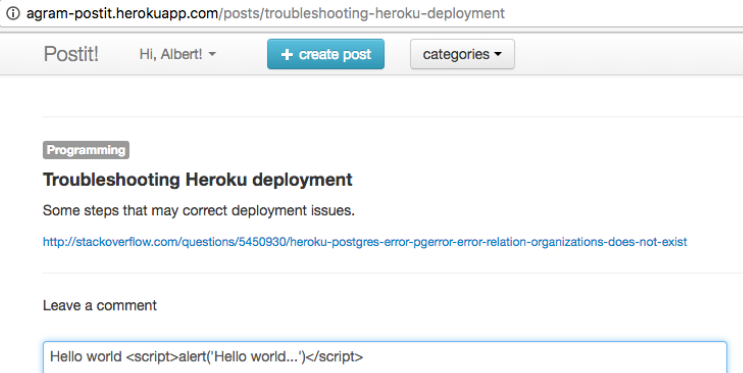 agram-postit.herokuapp.com/posts/troubleshooting-heroku-deployment
Postit! Hi, Albert! + create post categories
Programming
Troubleshooting Heroku deployment
Some steps that may correct deployment issues.
http://stackoverflow.com/questions/5450930/heroku-postgres-error-pgerror-error-relation-organizations-does-not-exist
Leave a comment
Hello world <script>alert('Hello world...')</script>